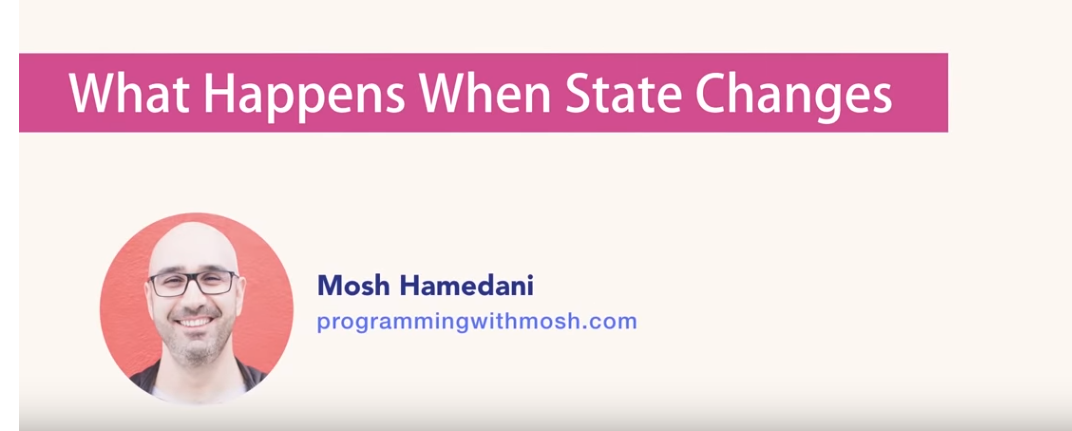 What Happens When State Changes
Mosh Hamedani
programmingwithmosh.com